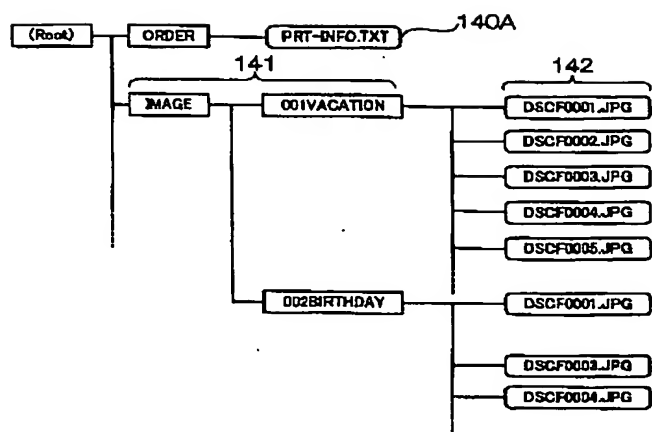 140A
(Root) ORDER PRT-INFO.TXT
141 142
IMAGE 001VACATION DSCF0001.JPG
DSCF0002.JPG
DSCF0003.JPG
DSCF0004.JPG
DSCF0005.JPG
002BIRTHDAY DSCF0001.JPG
DSCF0003.JPG
DSCF0004.JPG